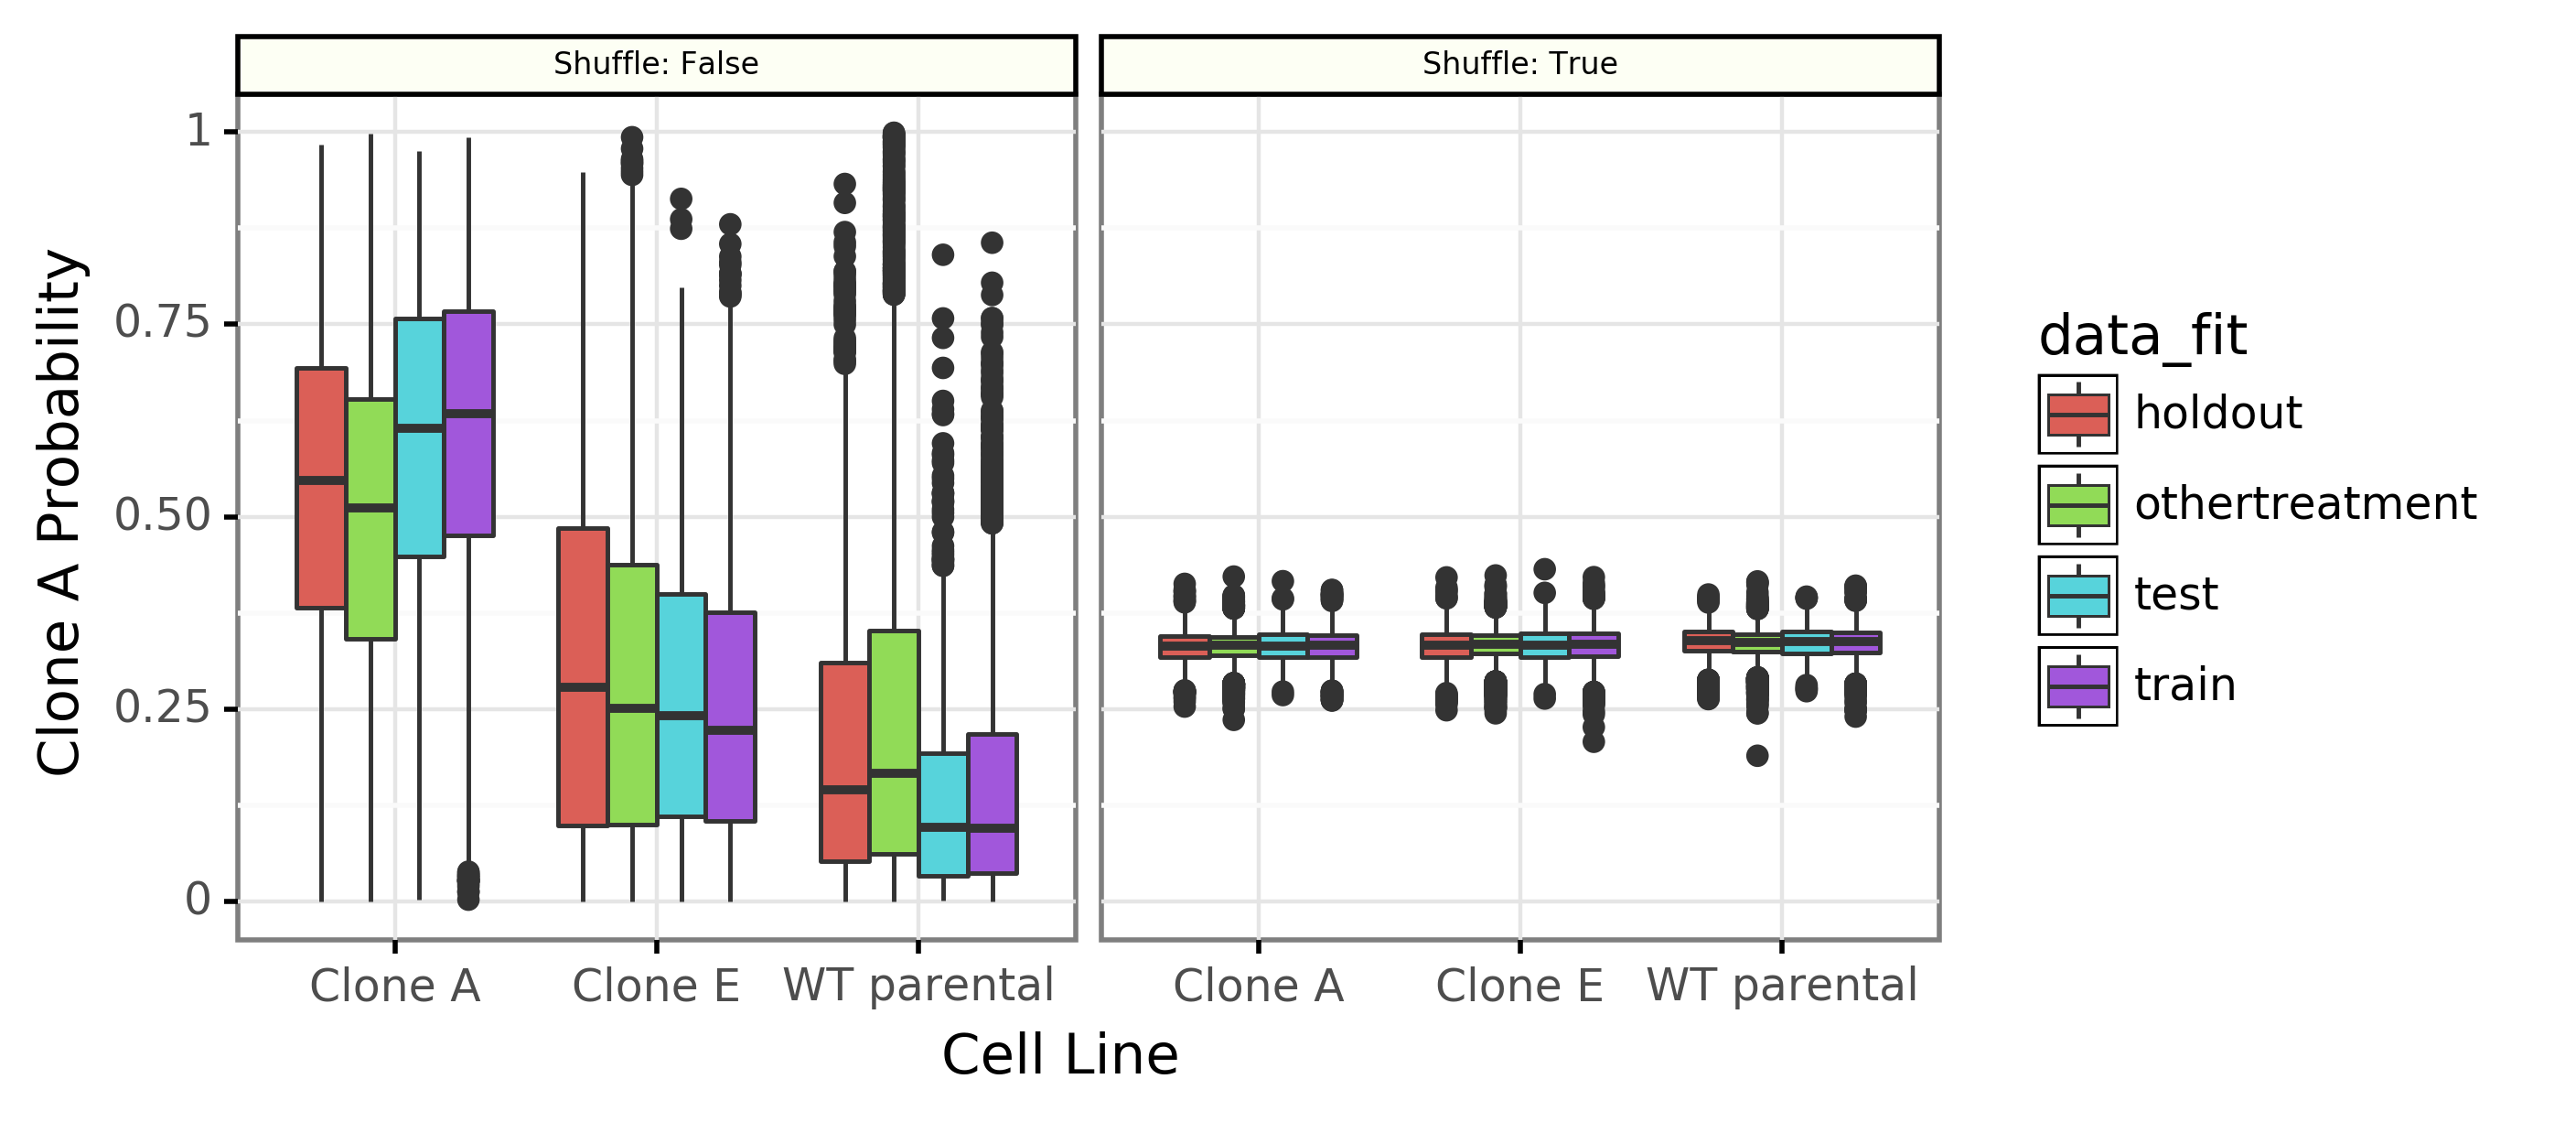 Shuffle: False
Shuffle: True
Clone A Probability
1
0.75
0.50
0.25
0
Clone A
Clone E
WT parental
Clone A
Clone E
WT parental
Cell Line
data_fit
holdout
othertreatment
test
train